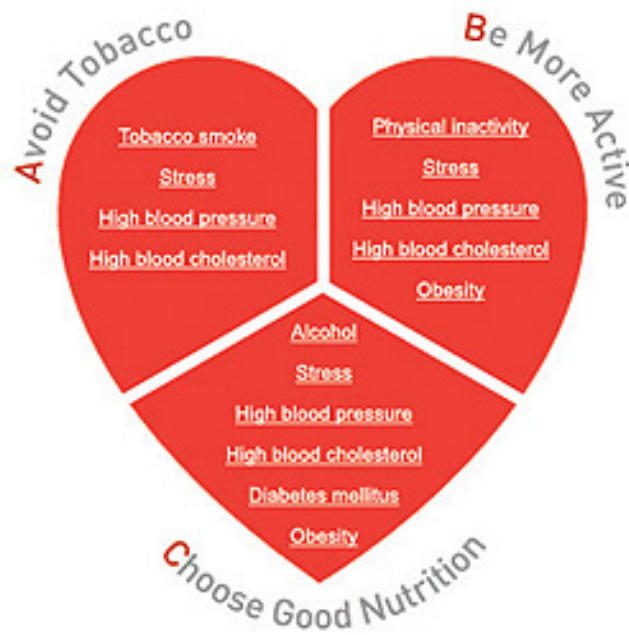 Avoid Tobacco
Tobacco smoke
Stress
High blood pressure
High blood cholesterol
Be More Active
Physical inactivity
Stress
High blood pressure
High blood cholesterol
Obesity
Alcohol
Stress
High blood pressure
High blood cholesterol
Diabetes mellitus
Obesity
Choose Good Nutrition